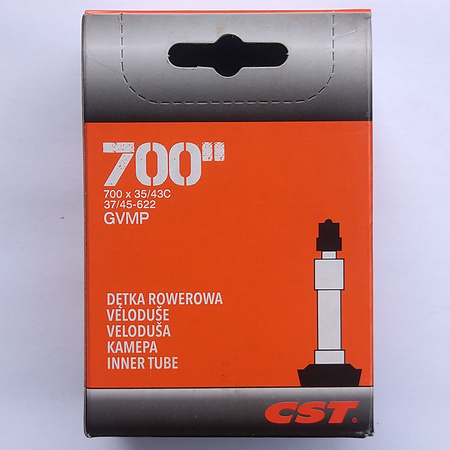 700"
700 x 35/43C
37/45-622
GVMP
DĘTKA ROWEROWA
VELODUŠE
VELODUŠA
КАМЕРА
INNER TUBE
CST®